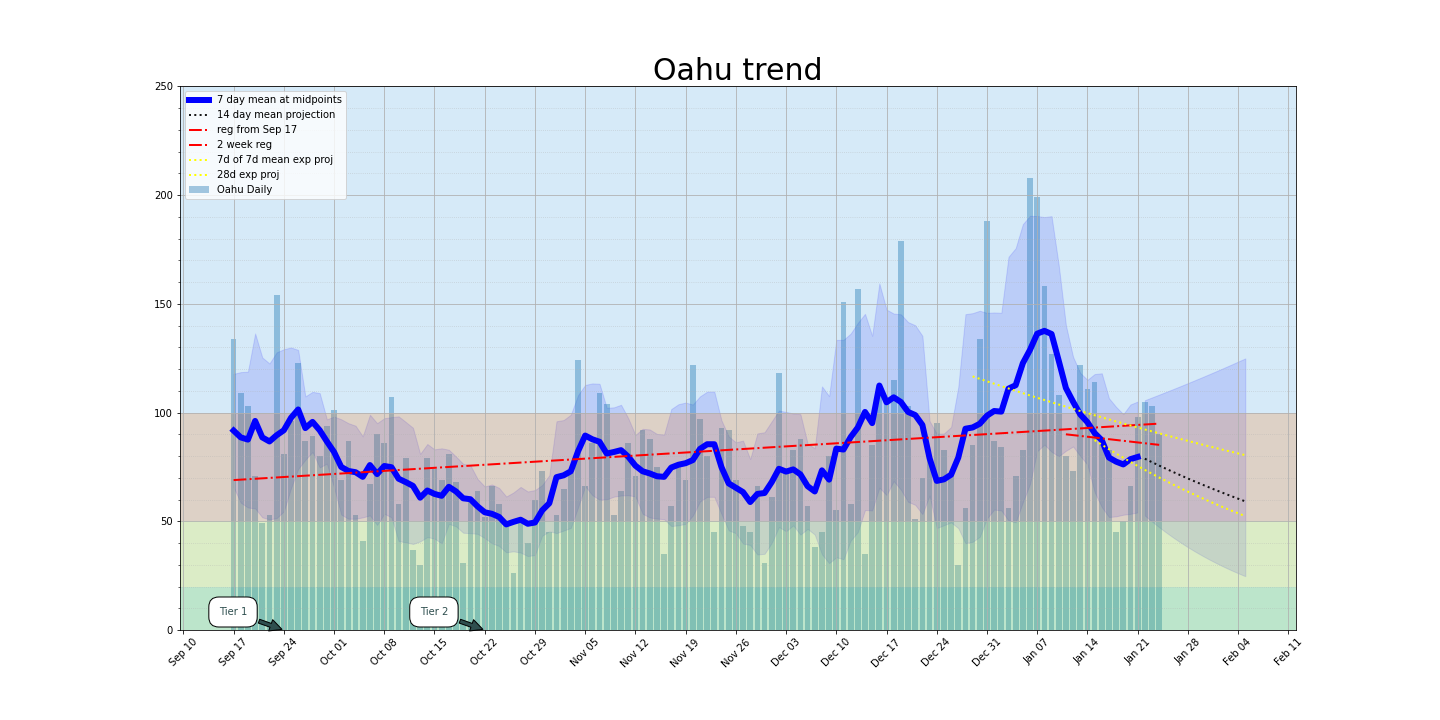 Oahu trend
250
200
150
100
50
0
7 day mean at midpoints
14 day mean projection
reg from Sep 17
2 week reg
7d of 7d mean exp proj
28d exp proj
Oahu Daily
Tier 1
Tier 2
Sep 10
Sep 17
Sep 24
Oct 01
Oct 08
Oct 15
Oct 22
Oct 29
Nov 05
Nov 12
Nov 19
Nov 26
Dec 03
Dec 10
Dec 17
Dec 24
Dec 31
Jan 07
Jan 14
Jan 21
Jan 28
Feb 04
Feb 11